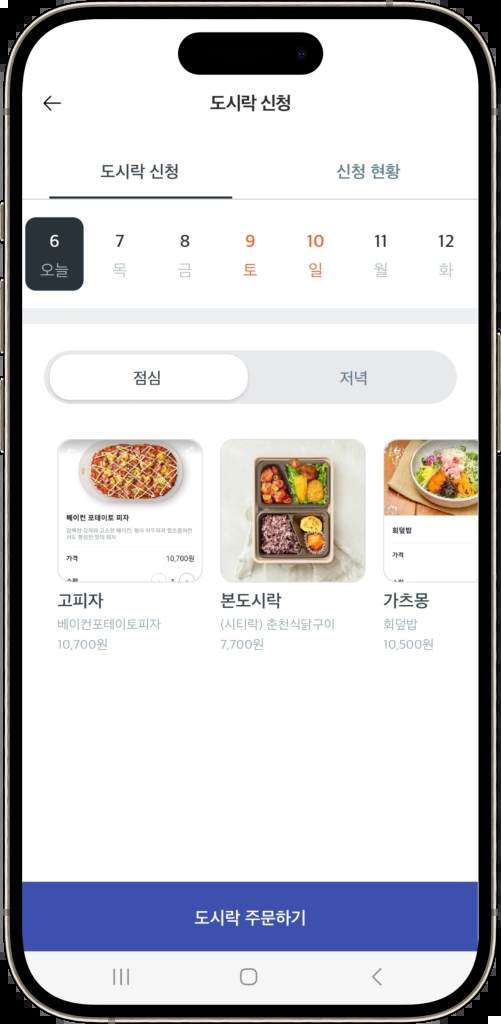 도시락 신청
도시락 신청
신청 현황
6 7 8 9 10 11 12
오늘 목 금 토 일 월 화
점심
저녁
베이컨 포테이토 피자
가격 10,700원
회덮밥
가격
고피자
베이컨포테이토피자
10,700원
본도시락
(시티락) 춘천식닭구이
7,700원
가츠몽
회덮밥
10,500원
도시락 주문하기